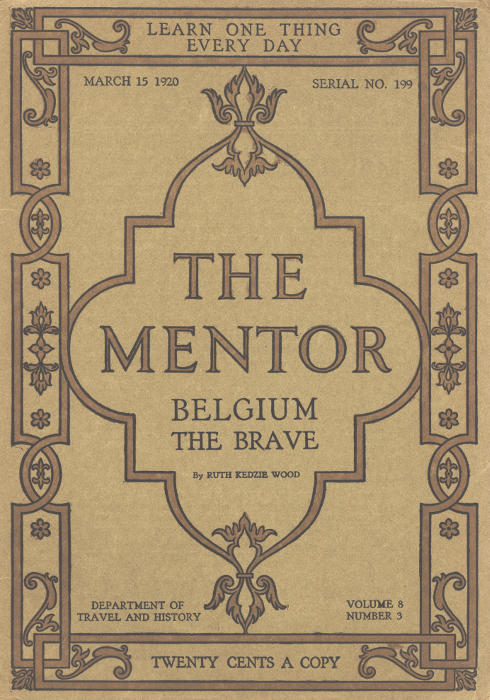 LEARN ONE THING
EVERY DAY
MARCH 15 1920
SERIAL NO. 199
THE
MENTOR
BELGIUM
THE BRAVE
By RUTH KEDZIE WOOD
DEPARTMENT OF
TRAVEL AND HISTORY
VOLUME 8
NUMBER 3
TWENTY CENTS A COPY